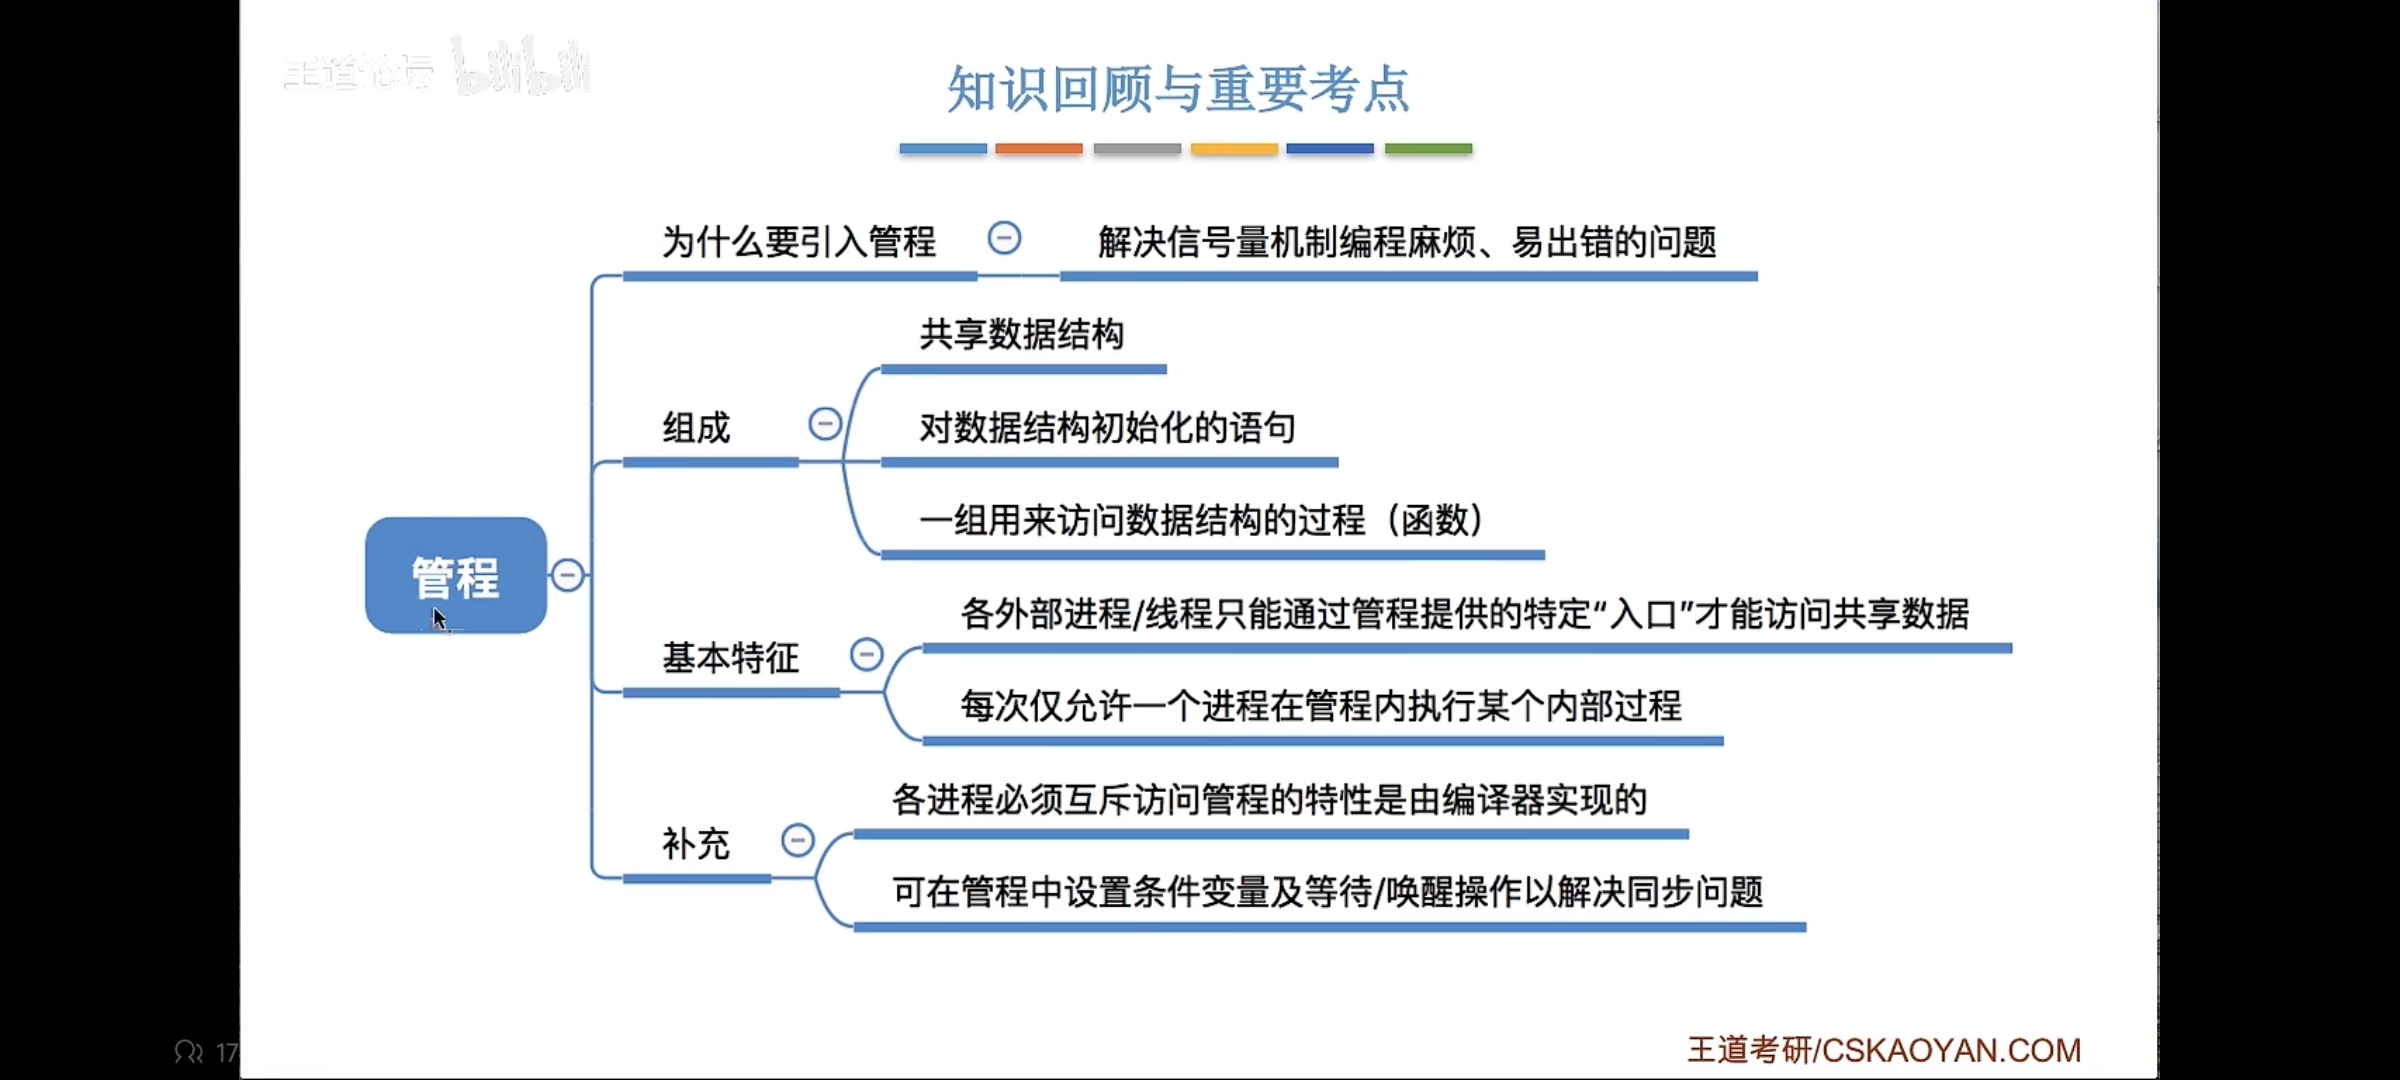 王道论坛 bilibili
知识回顾与重要考点
为什么要引入管程
解决信号量机制编程麻烦、易出错的问题
组成
共享数据结构
对数据结构初始化的语句
一组用来访问数据结构的过程（函数）
管程
基本特征
各外部进程/线程只能通过管程提供的特定“入口”才能访问共享数据
每次仅允许一个进程在管程内执行某个内部过程
补充
各进程必须互斥访问管程的特性是由编译器实现的
可在管程中设置条件变量及等待/唤醒操作以解决同步问题
17
王道考研/CSKAOYAN.COM